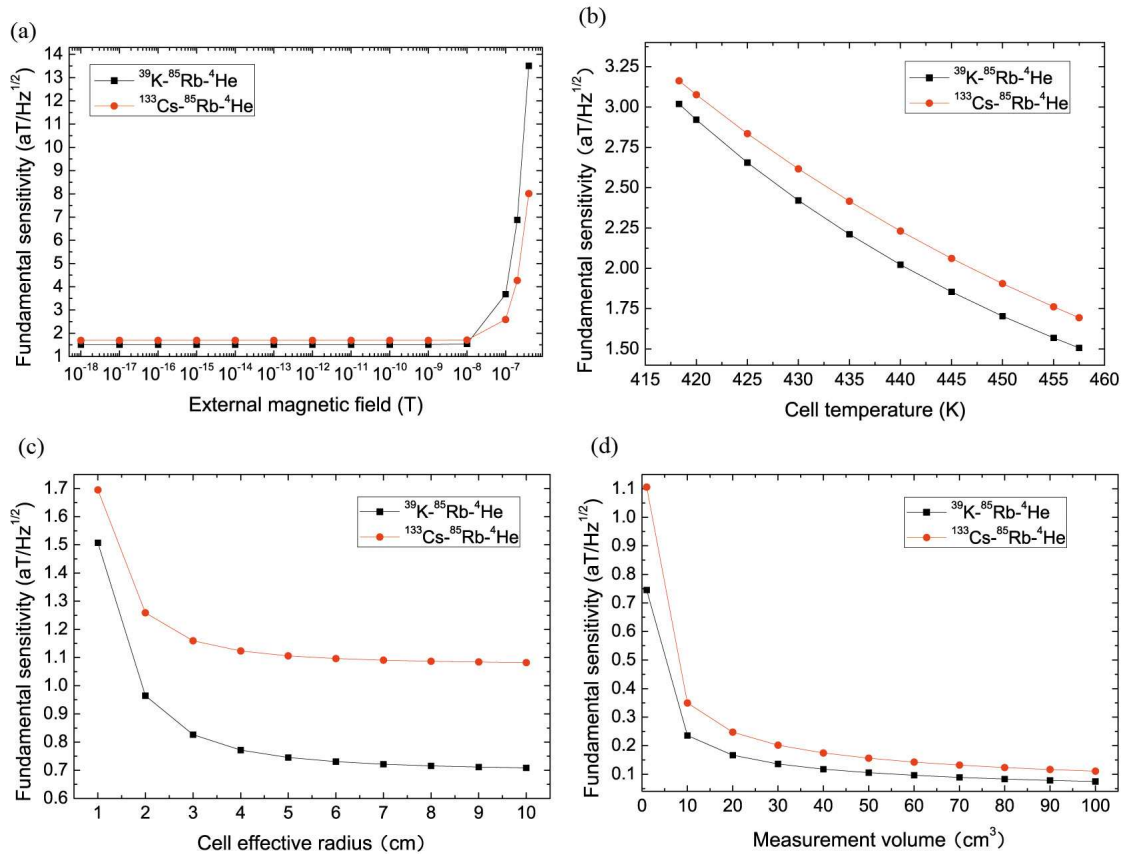 (a)
14
13
12
11
10
9
8
7
6
5
4
3
2
1
Fundamental sensitivity (aT/Hz^{1/2})
³⁹K-⁸⁵Rb-⁴He
¹³³Cs-⁸⁵Rb-⁴He
10⁻¹⁸ 10⁻¹⁷ 10⁻¹⁶ 10⁻¹⁵ 10⁻¹⁴ 10⁻¹³ 10⁻¹² 10⁻¹¹ 10⁻¹⁰ 10⁻⁹ 10⁻⁸ 10⁻⁷
External magnetic field (T)
(b)
3.25
3.00
2.75
2.50
2.25
2.00
1.75
1.50
Fundamental sensitivity (aT/Hz^{1/2})
³⁹K-⁸⁵Rb-⁴He
¹³³Cs-⁸⁵Rb-⁴He
415 420 425 430 435 440 445 450 455 460
Cell temperature (K)
(c)
1.7
1.6
1.5
1.4
1.3
1.2
1.1
1.0
0.9
0.8
0.7
0.6
Fundamental sensitivity (aT/Hz^{1/2})
³⁹K-⁸⁵Rb-⁴He
¹³³Cs-⁸⁵Rb-⁴He
1 2 3 4 5 6 7 8 9 10
Cell effective radius (cm)
(d)
1.1
1.0
0.9
0.8
0.7
0.6
0.5
0.4
0.3
0.2
0.1
Fundamental sensitivity (aT/Hz^{1/2})
³⁹K-⁸⁵Rb-⁴He
¹³³Cs-⁸⁵Rb-⁴He
0 10 20 30 40 50 60 70 80 90 100
Measurement volume (cm³)